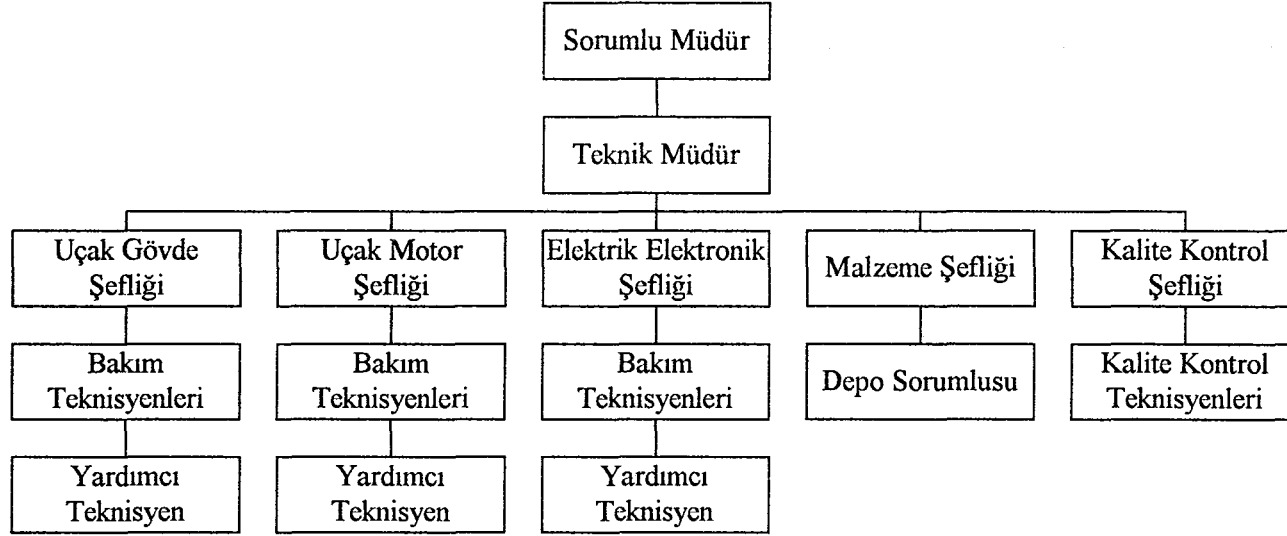 Sorumlu Müdür
Teknik Müdür
Uçak Gövde
Şefliği
Uçak Motor
Şefliği
Elektrik Elektronik
Şefliği
Malzeme Şefliği
Kalite Kontrol
Şefliği
Bakım
Teknisyenleri
Bakım
Teknisyenleri
Bakım
Teknisyenleri
Depo Sorumlusu
Kalite Kontrol
Teknisyenleri
Yardımcı
Teknisyen
Yardımcı
Teknisyen
Yardımcı
Teknisyen